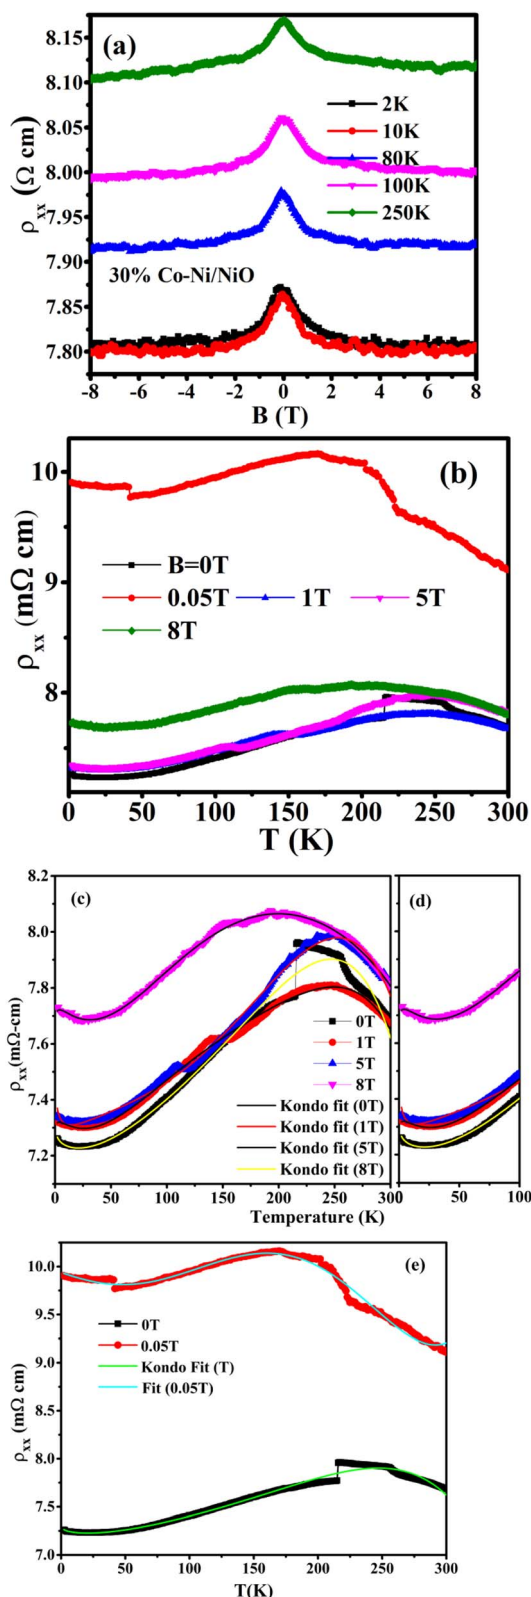 (a)
8.15
8.10
8.05
8.00
7.95
7.90
7.85
7.80
ρxx (Ω cm)
2K
10K
80K
100K
250K
30% Co-Ni/NiO
-8 -6 -4 -2 0 2 4 6 8
B (T)
(b)
10
9
8
ρxx (mΩ cm)
B=0T
0.05T 1T 5T
8T
0 50 100 150 200 250 300
T (K)
(c) (d)
8.2
8.0
7.8
7.6
7.4
7.2
ρxx(mΩ-cm)
0T
1T
5T
8T
Kondo fit (0T)
Kondo fit (1T)
Kondo fit (5T)
Kondo fit (8T)
0 50 100 150 200 250 300 50 100
Temperature (K)
(e)
10.0
9.5
9.0
8.5
8.0
7.5
7.0
ρxx (mΩ cm)
0T
0.05T
Kondo Fit (T)
Fit (0.05T)
0 50 100 150 200 250 300
T(K)